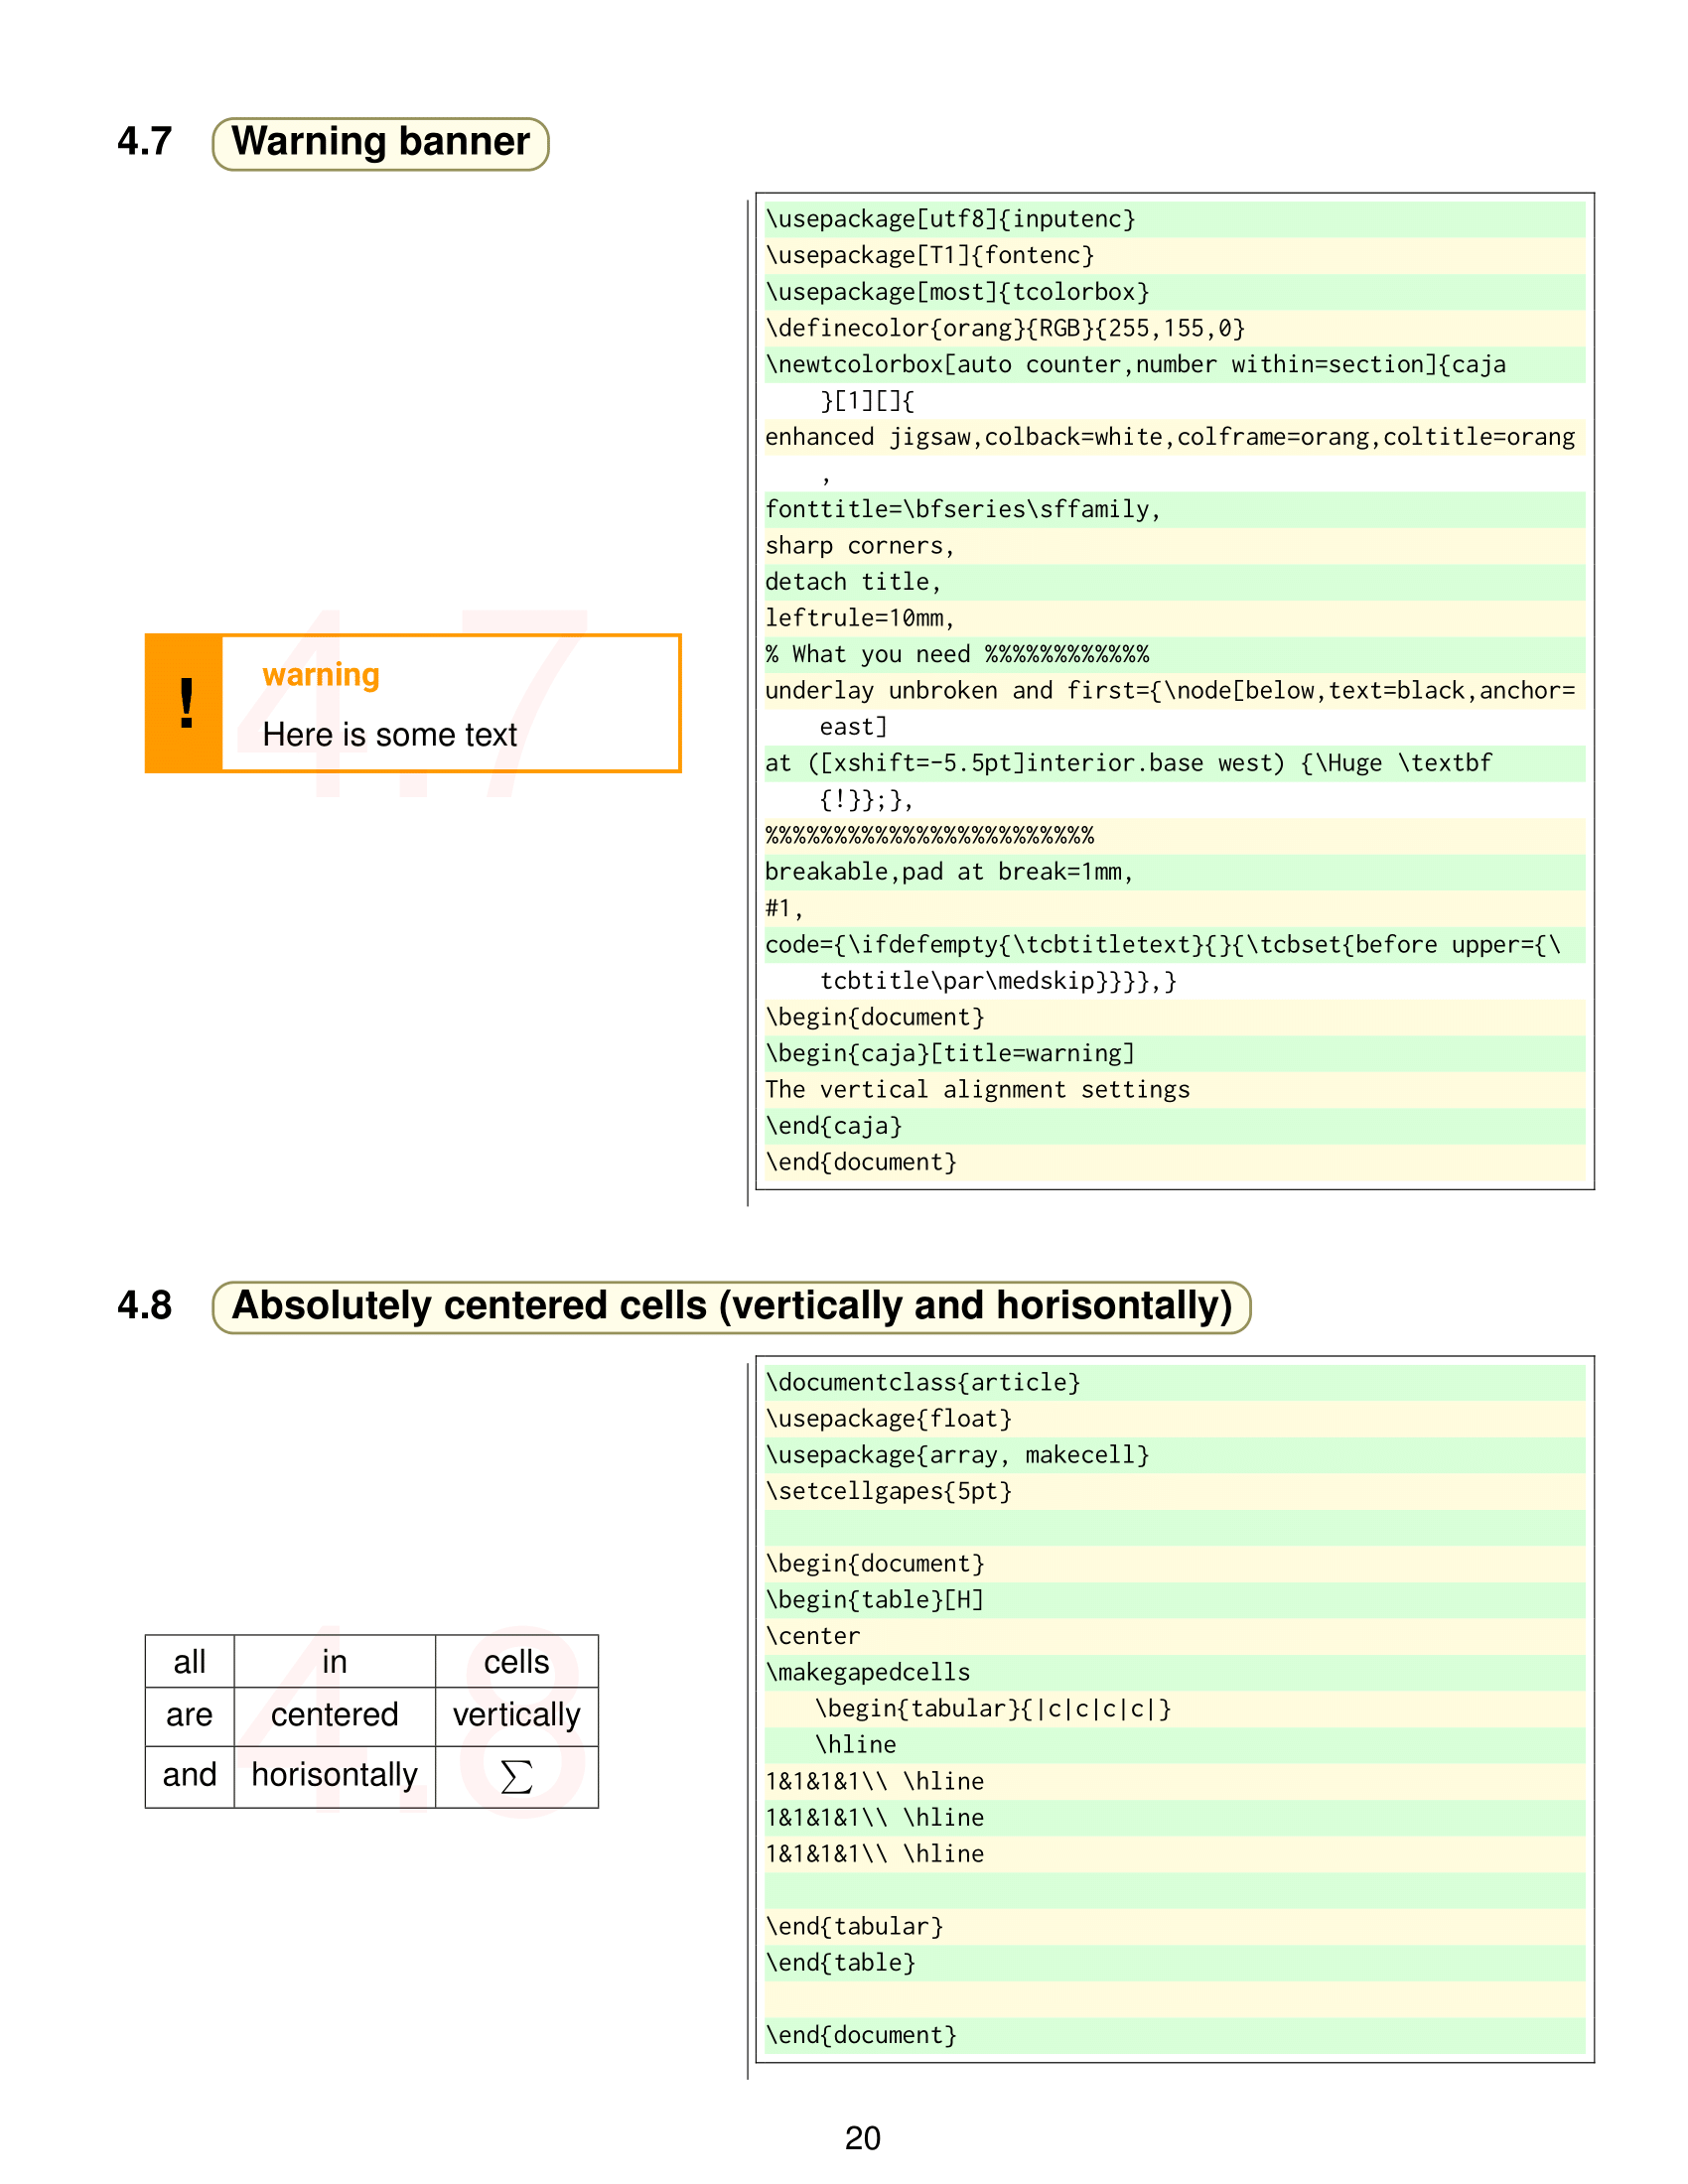 4.7 Warning banner
4.7
!
warning
Here is some text
\usepackage[utf8]{inputenc}
\usepackage[T1]{fontenc}
\usepackage[most]{tcolorbox}
\definecolor{orang}{RGB}{255,155,0}
\newtcolorbox[auto counter,number within=section]{caja
}[1][]{
enhanced jigsaw,colback=white,colframe=orang,coltitle=orang
,
fonttitle=\bfseries\sffamily,
sharp corners,
detach title,
leftrule=10mm,
% What you need %%%%%%%%%%%%
underlay unbroken and first={\node[below,text=black,anchor=
east]
at ([xshift=-5.5pt]interior.base west) {\Huge \textbf
{!}};},
%%%%%%%%%%%%%%%%%%%%%%%%
breakable,pad at break=1mm,
#1,
code={\ifdefempty{\tcbtitletext}{}{\tcbset{before upper={\
tcbtitle\par\medskip}}}},}
\begin{document}
\begin{caja}[title=warning]
The vertical alignment settings
\end{caja}
\end{document}
4.8 Absolutely centered cells (vertically and horisontally)
4.8
all in cells
are centered vertically
and horisontally ∑
\documentclass{article}
\usepackage{float}
\usepackage{array, makecell}
\setcellgapes{5pt}
\begin{document}
\begin{table}[H]
\center
\makegapedcells
\begin{tabular}{|c|c|c|c|}
\hline
1&1&1&1\\ \hline
1&1&1&1\\ \hline
1&1&1&1\\ \hline
\end{tabular}
\end{table}
\end{document}
20